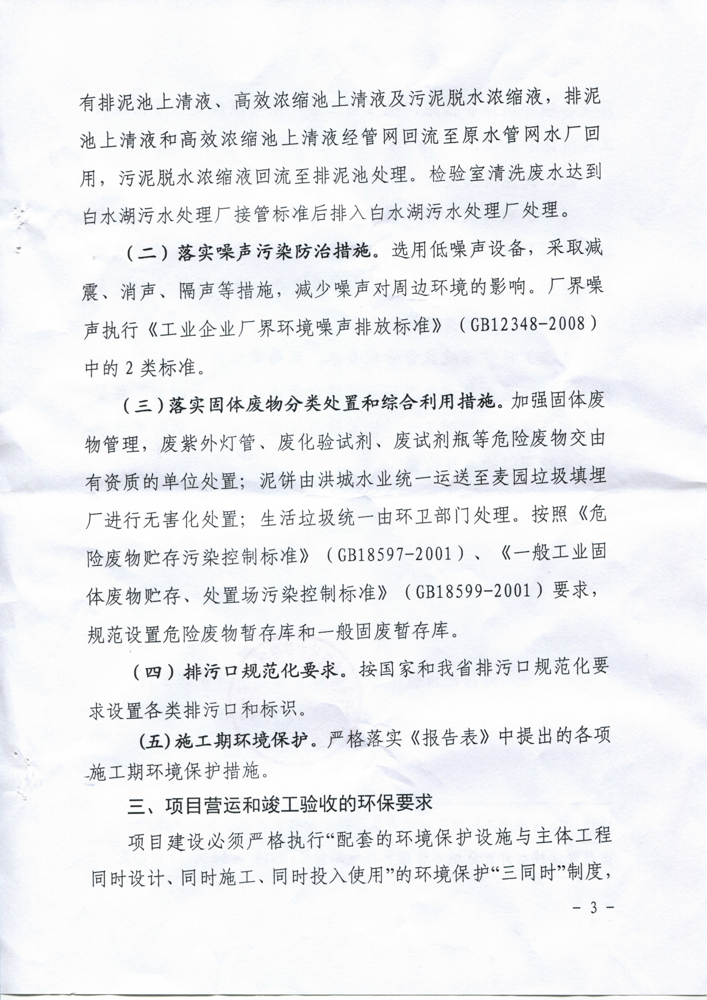 有排泥池上清液、高效浓缩池上清液及污泥脱水浓缩液，排泥
池上清液和高效浓缩池上清液经管网回流至原水管网水厂回
用，污泥脱水浓缩液回流至排泥池处理。检验室清洗废水达到
白水湖污水处理厂接管标准后排入白水湖污水处理厂处理。
（二）落实噪声污染防治措施。选用低噪声设备，采取减
震、消声、隔声等措施，减少噪声对周边环境的影响。厂界噪
声执行《工业企业厂界环境噪声排放标准》（GB12348-2008）
中的 2 类标准。
（三）落实固体废物分类处置和综合利用措施。加强固体废
物管理，废紫外灯管、废化验试剂、废试剂瓶等危险废物交由
有资质的单位处置；泥饼由洪城水业统一运送至麦园垃圾填埋
厂进行无害化处置；生活垃圾统一由环卫部门处理。按照《危
险废物贮存污染控制标准》（GB18597-2001）、《一般工业固
体废物贮存、处置场污染控制标准》（GB18599-2001）要求，
规范设置危险废物暂存库和一般固废暂存库。
（四）排污口规范化要求。按国家和我省排污口规范化要
求设置各类排污口和标识。
(五)施工期环境保护。严格落实《报告表》中提出的各项
施工期环境保护措施。
三、项目营运和竣工验收的环保要求
项目建设必须严格执行“配套的环境保护设施与主体工程
同时设计、同时施工、同时投入使用”的环境保护“三同时”制度，
- 3 -